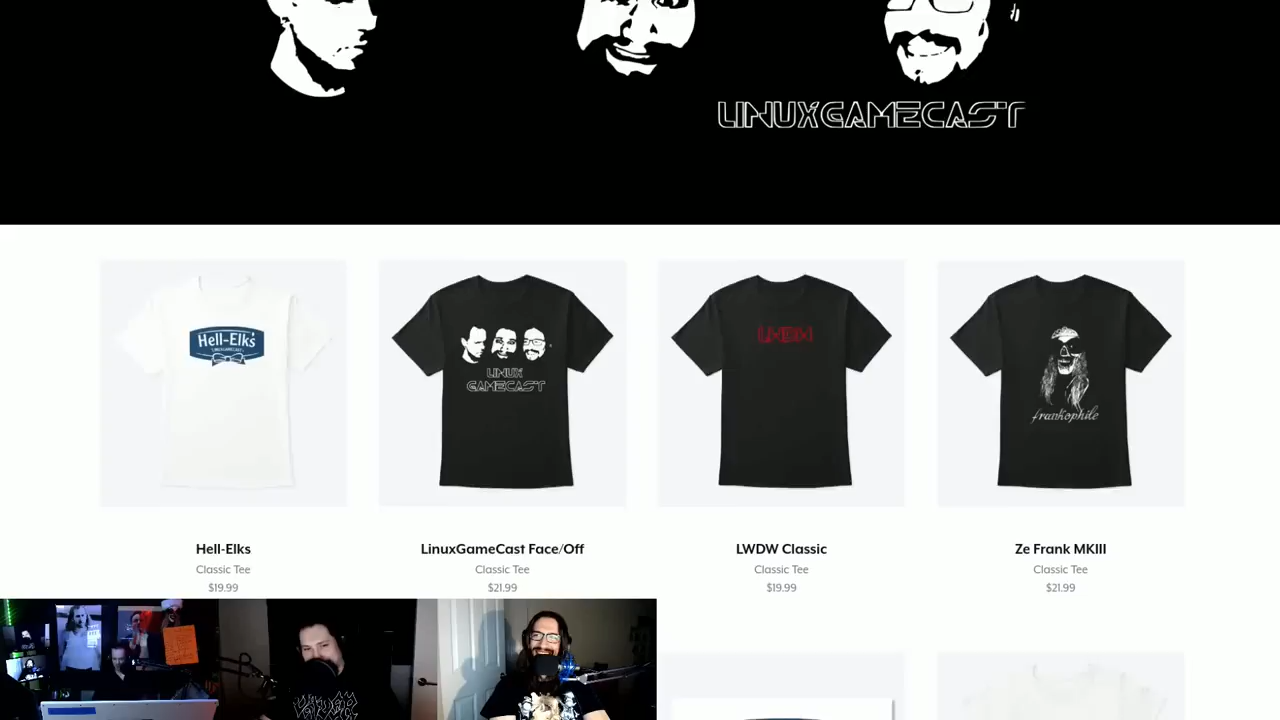 LINUXGAMECAST
Hell-Elks
LINUX
GAMECAST
LWDW
frankophile
Hell-Elks
Classic Tee
$19.99
LinuxGameCast Face/Off
Classic Tee
$21.99
LWDW Classic
Classic Tee
$19.99
Ze Frank MKIII
Classic Tee
$21.99